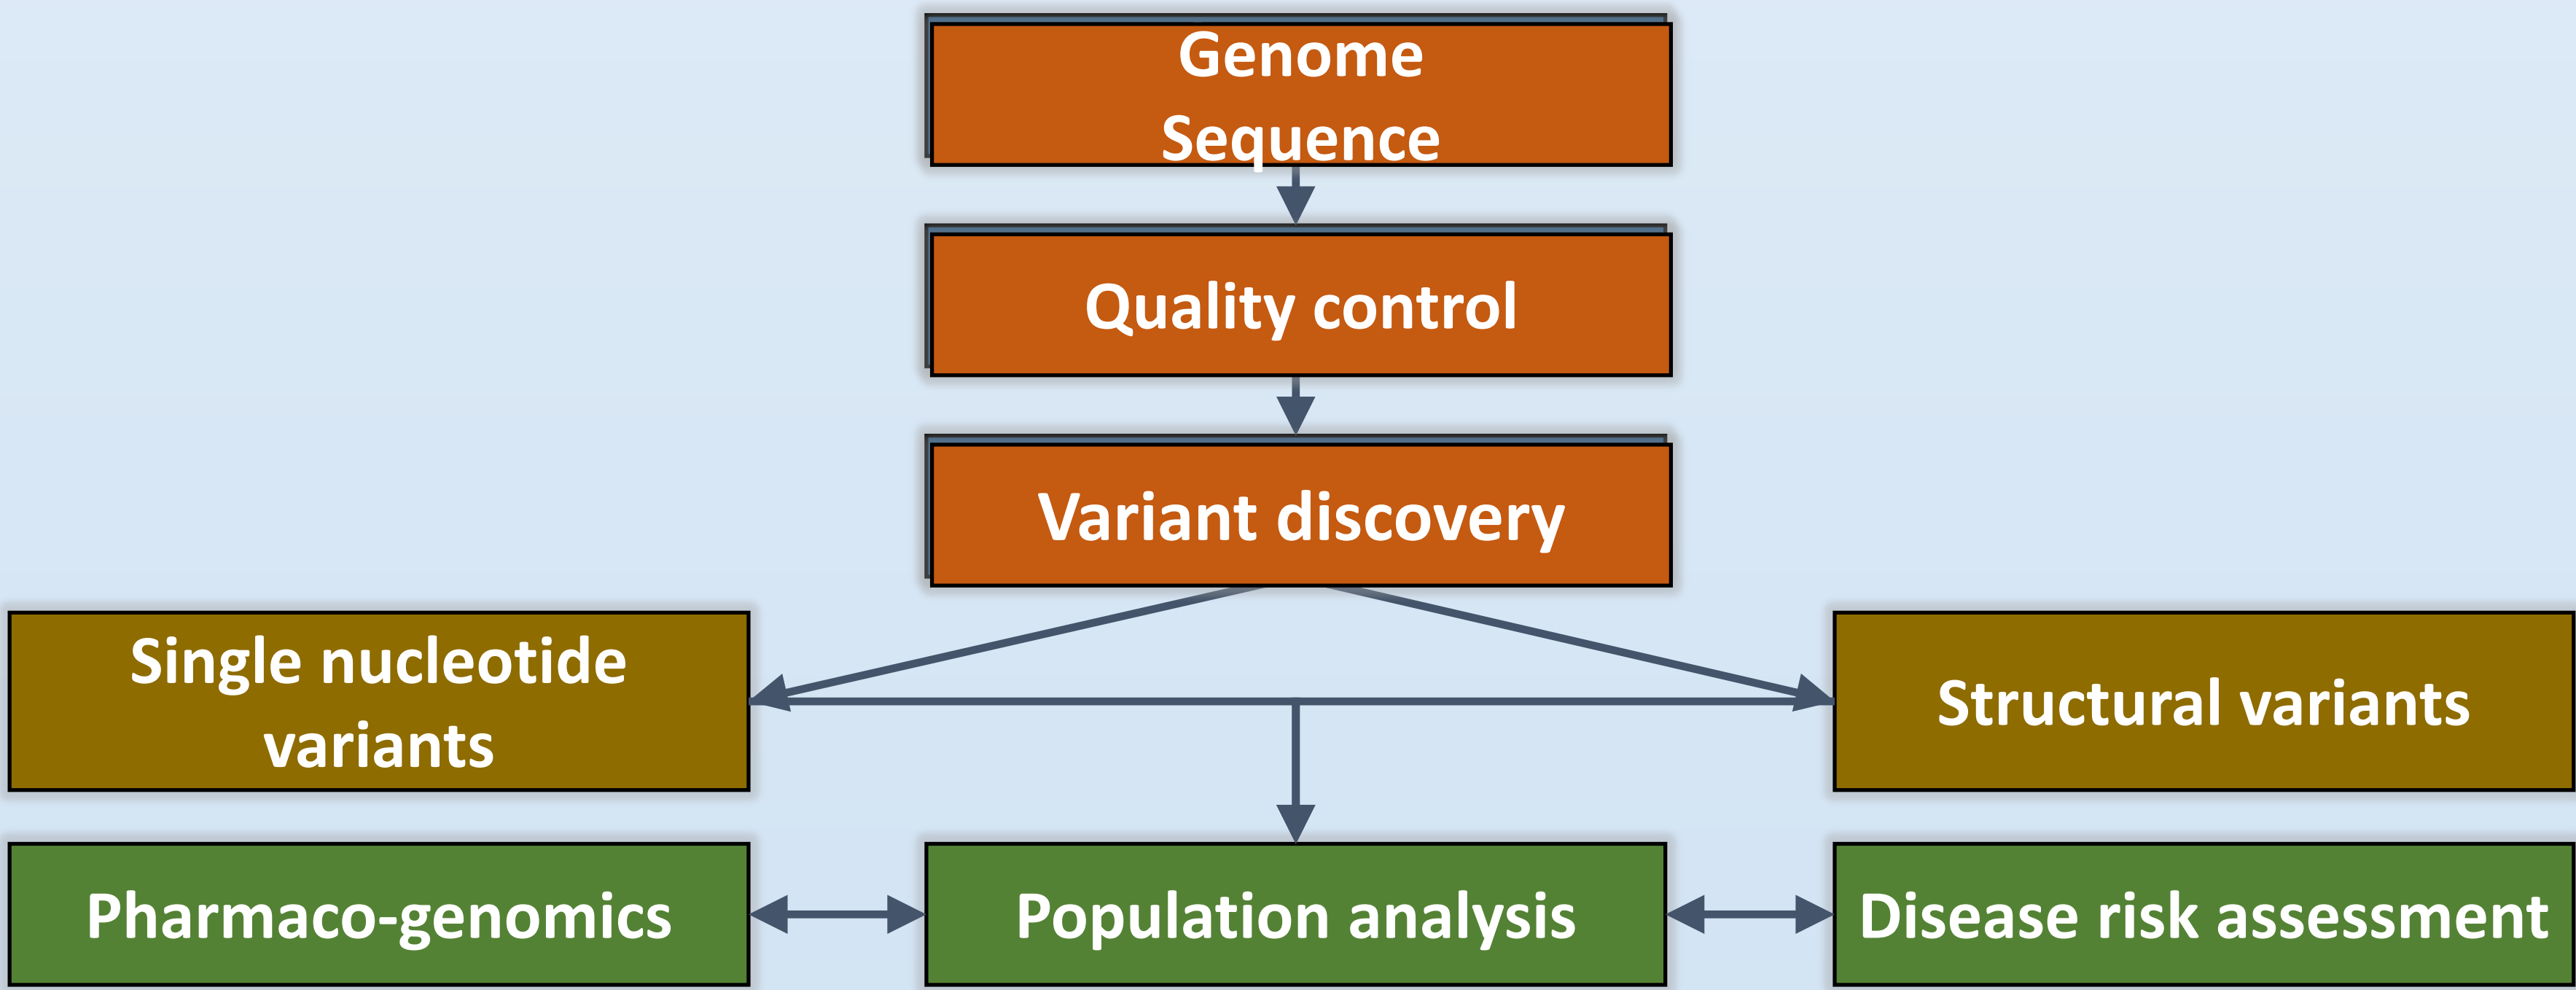 Genome
Sequence
Quality control
Variant discovery
Single nucleotide
variants
Structural variants
Pharmaco-genomics
Population analysis
Disease risk assessment